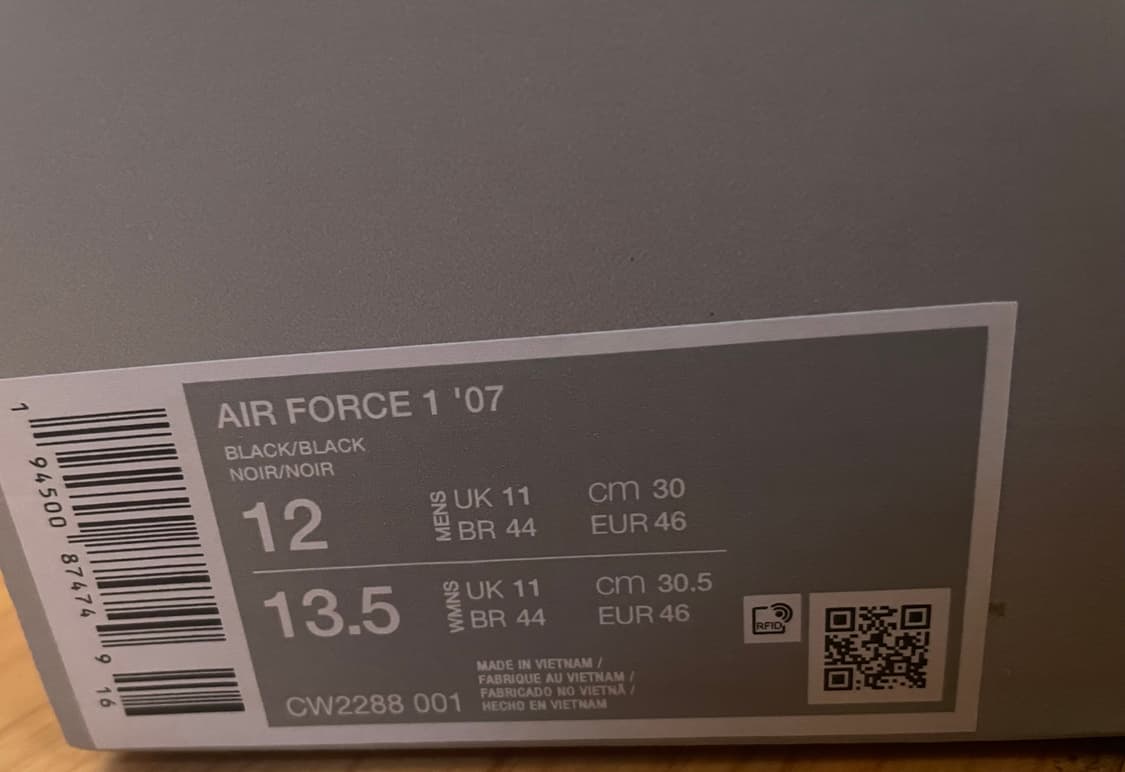 AIR FORCE 1 '07
BLACK/BLACK
NOIR/NOIR
12
MENS
UK 11
cm 30
BR 44
EUR 46
13.5
WMNS
UK 11
cm 30.5
BR 44
EUR 46
RFID
MADE IN VIETNAM /
FABRIQUE AU VIETNAM /
FABRICADO NO VIETNÃ /
HECHO EN VIETNAM
CW2288 001
1 94500 87474 9 16